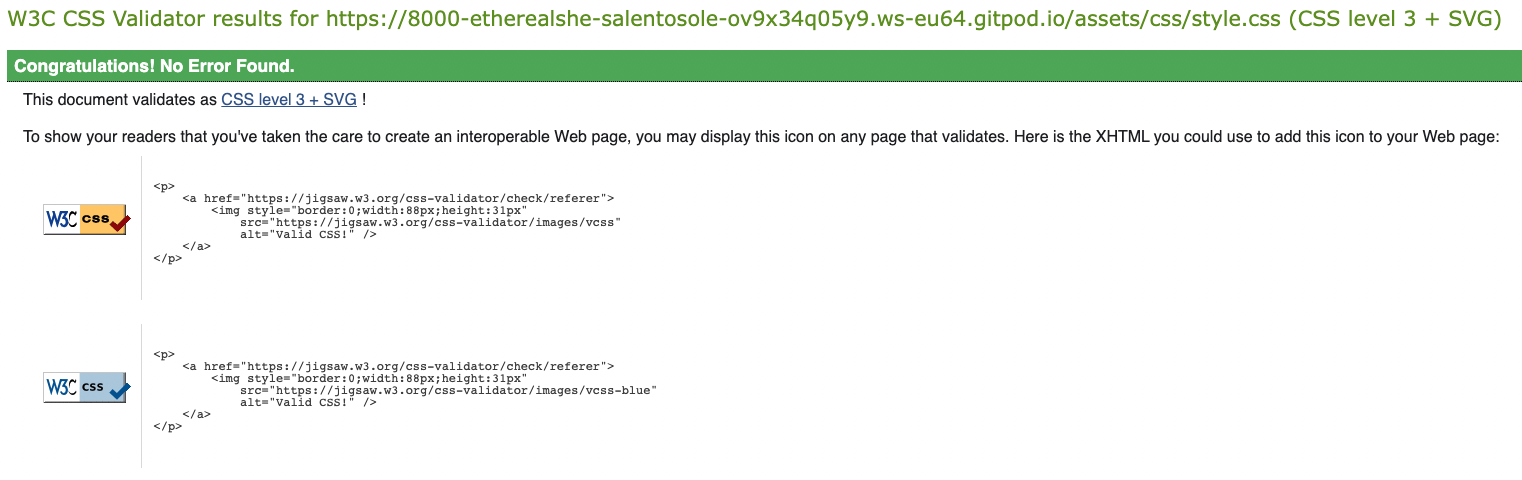 W3C CSS Validator results for https://8000-etherealshe-salentosole-ov9x34q05y9.ws-eu64.gitpod.io/assets/css/style.css (CSS level 3 + SVG)
Congratulations! No Error Found.
This document validates as CSS level 3 + SVG !
To show your readers that you've taken the care to create an interoperable Web page, you may display this icon on any page that validates. Here is the XHTML you could use to add this icon to your Web page:
W3C css
<p>
    <a href="https://jigsaw.w3.org/css-validator/check/referer">
        <img style="border:0;width:88px;height:31px"
            src="https://jigsaw.w3.org/css-validator/images/vcss"
            alt="Valid CSS!" />
    </a>
</p>
W3C css
<p>
    <a href="https://jigsaw.w3.org/css-validator/check/referer">
        <img style="border:0;width:88px;height:31px"
            src="https://jigsaw.w3.org/css-validator/images/vcss-blue"
            alt="Valid CSS!" />
    </a>
</p>